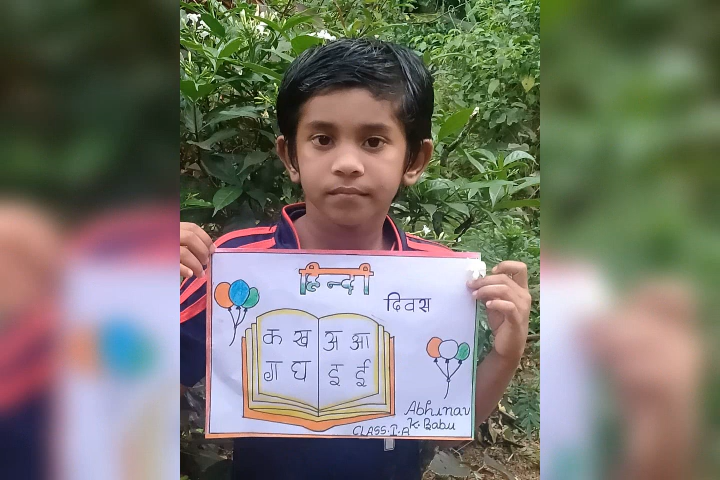 हिन्दी
दिवस
क ख अ आ
ग घ इ ई
Abhinav
K. Babu
CLASS. I. A